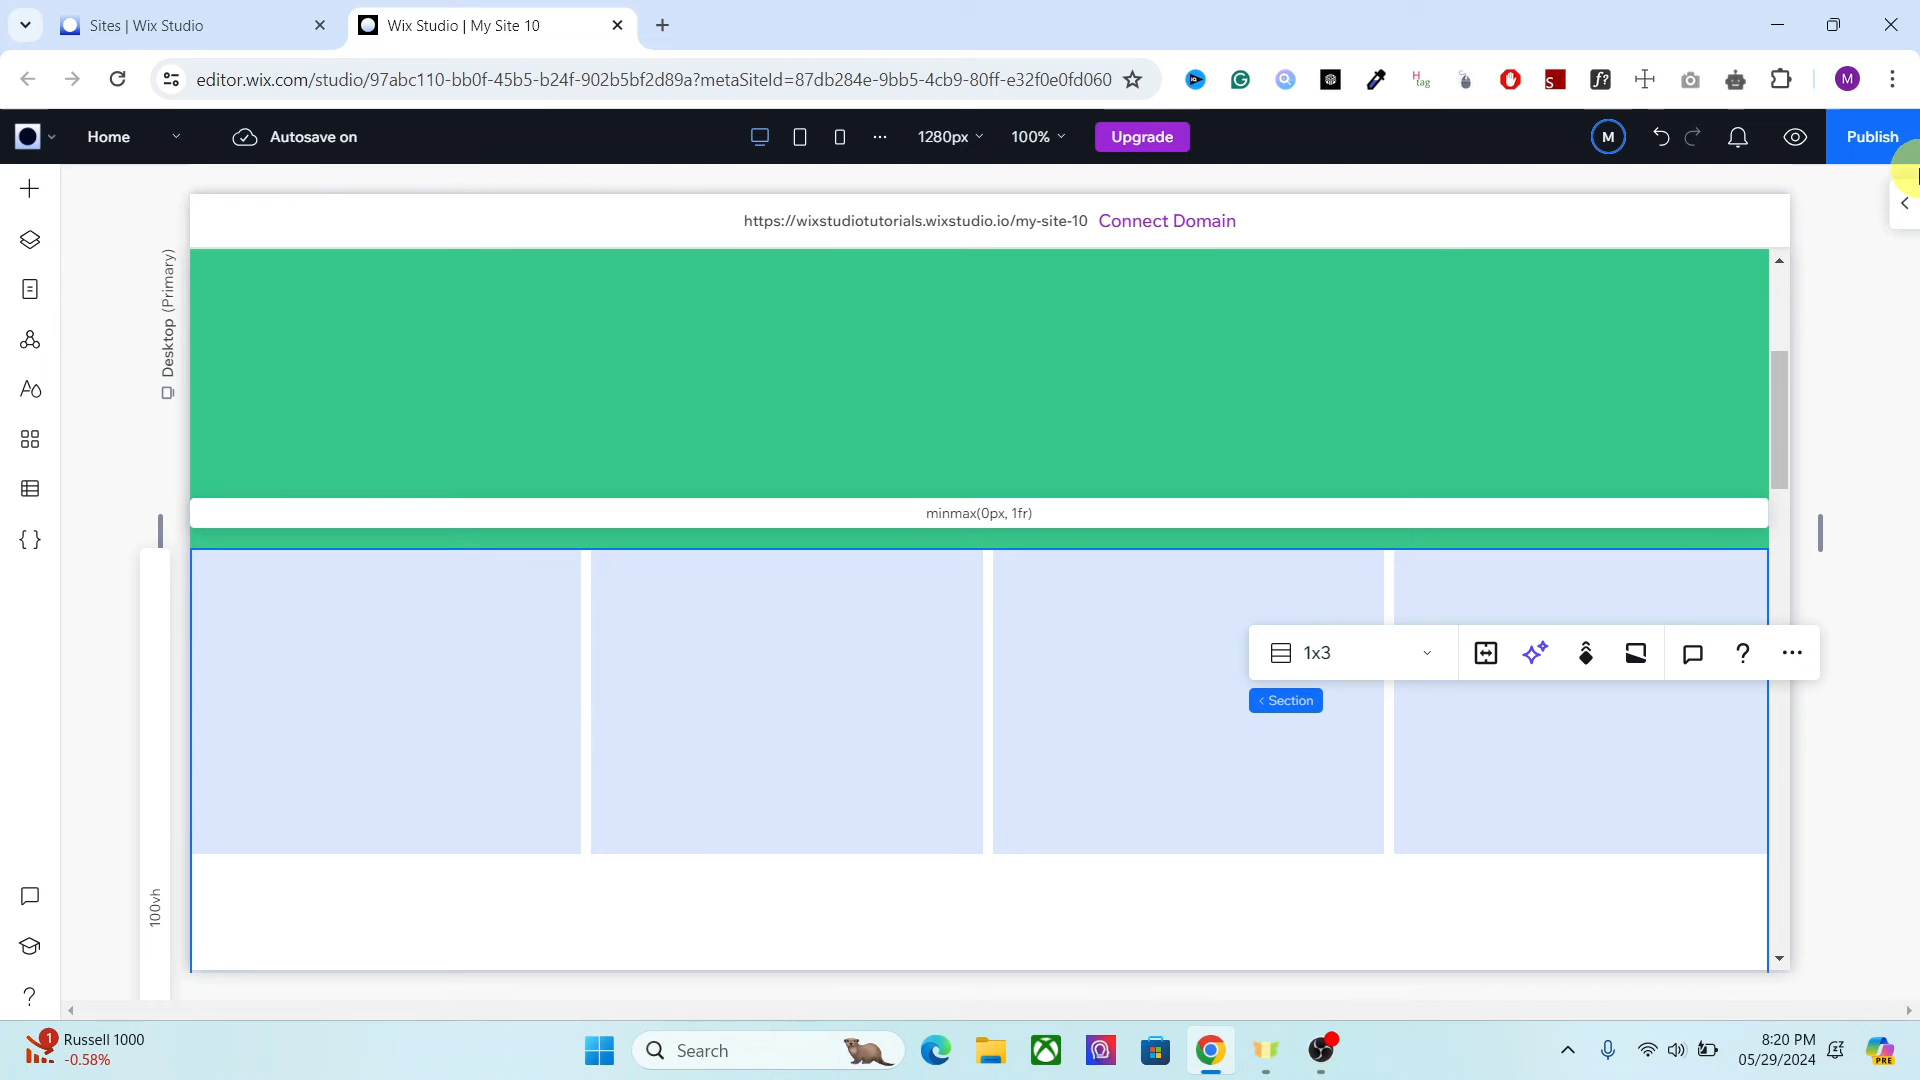 Sites | Wix Studio
Wix Studio | My Site 10
editor.wix.com/studio/97abc110-bb0f-45b5-b24f-902b5bf2d89a?metaSiteId=87db284e-9bb5-4cb9-80ff-e32f0e0fd060
H
tag
S
f?
M
Home
Autosave on
1280px
100%
Upgrade
M
Publish
https://wixstudiotutorials.wixstudio.io/my-site-10 Connect Domain
Desktop (Primary)
minmax(0px, 1fr)
1x3
< Section
100vh
1
Russell 1000
-0.58%
Search
8:20 PM
05/29/2024
PRE